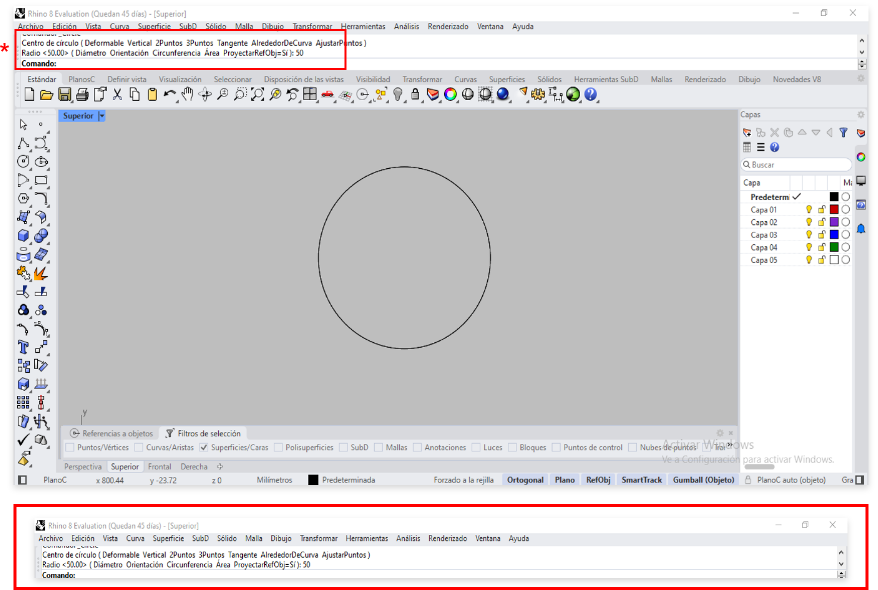 Rhino 8 Evaluation (Quedan 45 días) - [Superior]
Archivo Edición Vista Curva Superficie SubD Sólido Malla Dibujo Transformar Herramientas Análisis Renderizado Ventana Ayuda
*
Comando: _Circle
Centro de círculo ( Deformable Vertical 2Puntos 3Puntos Tangente AlrededorDeCurva AjustarPuntos )
Radio <50.00> ( Diámetro Orientación Circunferencia Área ProyectarRefObj=Sí ): 50
Comando:
Estándar PlanosC Definir vista Visualización Seleccionar Disposición de las vistas Visibilidad Transformar Curvas Superficies Sólidos Herramientas SubD Mallas Renderizado Dibujo Novedades V8
Superior
Capas
Buscar
Capa
Predeterm
Capa 01
Capa 02
Capa 03
Capa 04
Capa 05
y
Referencias a objetos Filtros de selección
Puntos/Vértices Curvas/Aristas Superficies/Caras Polisuperficies SubD Mallas Anotaciones Luces Bloques Puntos de control Nubes de puntos
Activar Windows
Ve a Configuración para activar Windows.
Perspectiva Superior Frontal Derecha
PlanoC x 800.44 y -23.72 z 0 Milímetros Predeterminada Forzado a la rejilla Ortogonal Plano RefObj SmartTrack Gumball (Objeto) PlanoC auto (objeto) Gra
Rhino 8 Evaluation (Quedan 45 días) - [Superior]
Archivo Edición Vista Curva Superficie SubD Sólido Malla Dibujo Transformar Herramientas Análisis Renderizado Ventana Ayuda
Comando: _Circle
Centro de círculo ( Deformable Vertical 2Puntos 3Puntos Tangente AlrededorDeCurva AjustarPuntos )
Radio <50.00> ( Diámetro Orientación Circunferencia Área ProyectarRefObj=Sí ): 50
Comando: